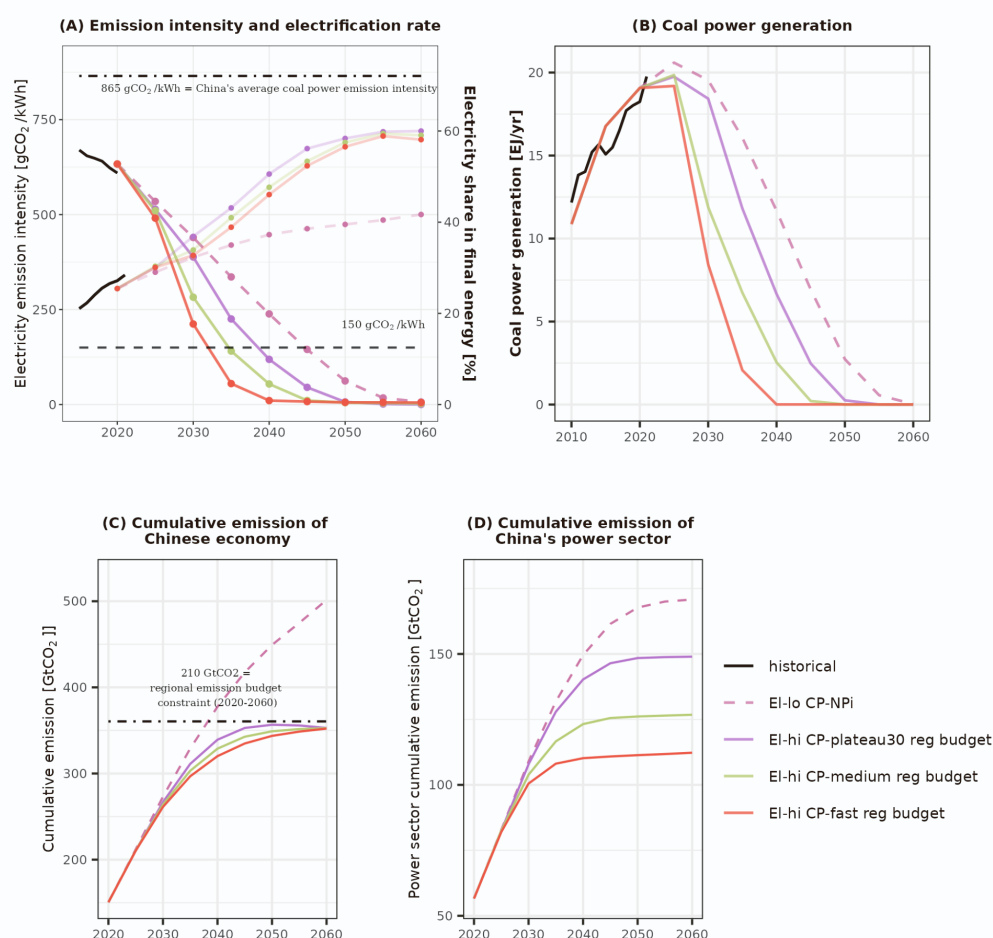 (A) Emission intensity and electrification rate
Electricity emission intensity [gCO2 /kWh]
750
500
250
0
865 gCO2 /kWh = China's average coal power emission intensity
150 gCO2 /kWh
60
40
20
0
Electricity share in final energy [%]
2020 2030 2040 2050 2060
(B) Coal power generation
Coal power generation [EJ/yr]
20
15
10
5
0
2010 2020 2030 2040 2050 2060
(C) Cumulative emission of
Chinese economy
Cumulative emission [GtCO2 ]]
500
400
300
200
210 GtCO2 =
regional emission budget
constraint (2020-2060)
2020 2030 2040 2050 2060
(D) Cumulative emission of
China's power sector
Power sector cumulative emission [GtCO2 ]
150
100
50
2020 2030 2040 2050 2060
historical
El-lo CP-NPi
El-hi CP-plateau30 reg budget
El-hi CP-medium reg budget
El-hi CP-fast reg budget